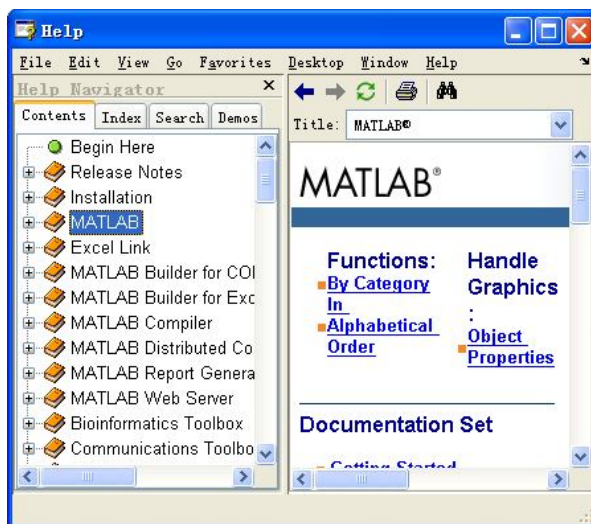 Help
File Edit View Go Favorites Desktop Window Help
Help Navigator
Contents Index Search Demos
Begin Here
Release Notes
Installation
MATLAB
Excel Link
MATLAB Builder for COI
MATLAB Builder for Exc
MATLAB Compiler
MATLAB Distributed Co
MATLAB Report Genera
MATLAB Web Server
Bioinformatics Toolbox
Communications Toolbo
Title: MATLAB®
MATLAB®
Functions:
By Category
In
Alphabetical
Order
Handle
Graphics
:
Object
Properties
Documentation Set
Getting Started